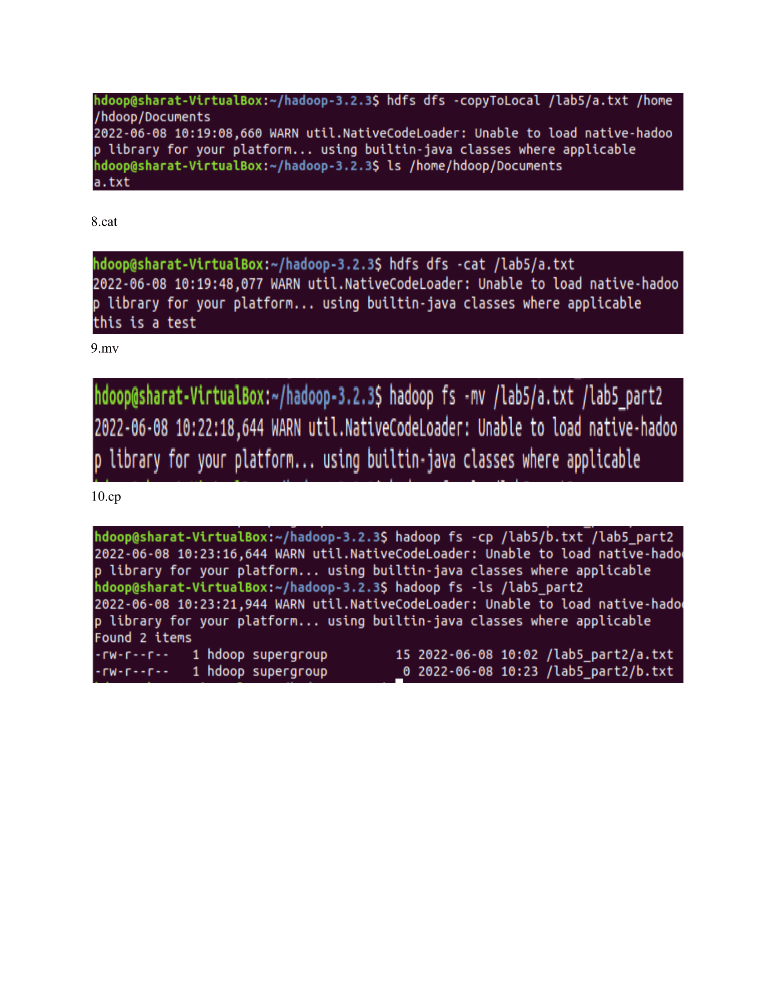 hdoop@sharat-VirtualBox:~/hadoop-3.2.3$ hdfs dfs -copyToLocal /lab5/a.txt /home
/hdoop/Documents
2022-06-08 10:19:08,660 WARN util.NativeCodeLoader: Unable to load native-hadoo
p library for your platform... using builtin-java classes where applicable
hdoop@sharat-VirtualBox:~/hadoop-3.2.3$ ls /home/hdoop/Documents
a.txt
8.cat
hdoop@sharat-VirtualBox:~/hadoop-3.2.3$ hdfs dfs -cat /lab5/a.txt
2022-06-08 10:19:48,077 WARN util.NativeCodeLoader: Unable to load native-hadoo
p library for your platform... using builtin-java classes where applicable
this is a test
9.mv
hdoop@sharat-VirtualBox:~/hadoop-3.2.3$ hadoop fs -mv /lab5/a.txt /lab5_part2
2022-06-08 10:22:18,644 WARN util.NativeCodeLoader: Unable to load native-hadoo
p library for your platform... using builtin-java classes where applicable
10.cp
hdoop@sharat-VirtualBox:~/hadoop-3.2.3$ hadoop fs -cp /lab5/b.txt /lab5_part2
2022-06-08 10:23:16,644 WARN util.NativeCodeLoader: Unable to load native-hadoo
p library for your platform... using builtin-java classes where applicable
hdoop@sharat-VirtualBox:~/hadoop-3.2.3$ hadoop fs -ls /lab5_part2
2022-06-08 10:23:21,944 WARN util.NativeCodeLoader: Unable to load native-hadoo
p library for your platform... using builtin-java classes where applicable
Found 2 items
-rw-r--r--   1 hdoop supergroup         15 2022-06-08 10:02 /lab5_part2/a.txt
-rw-r--r--   1 hdoop supergroup          0 2022-06-08 10:23 /lab5_part2/b.txt